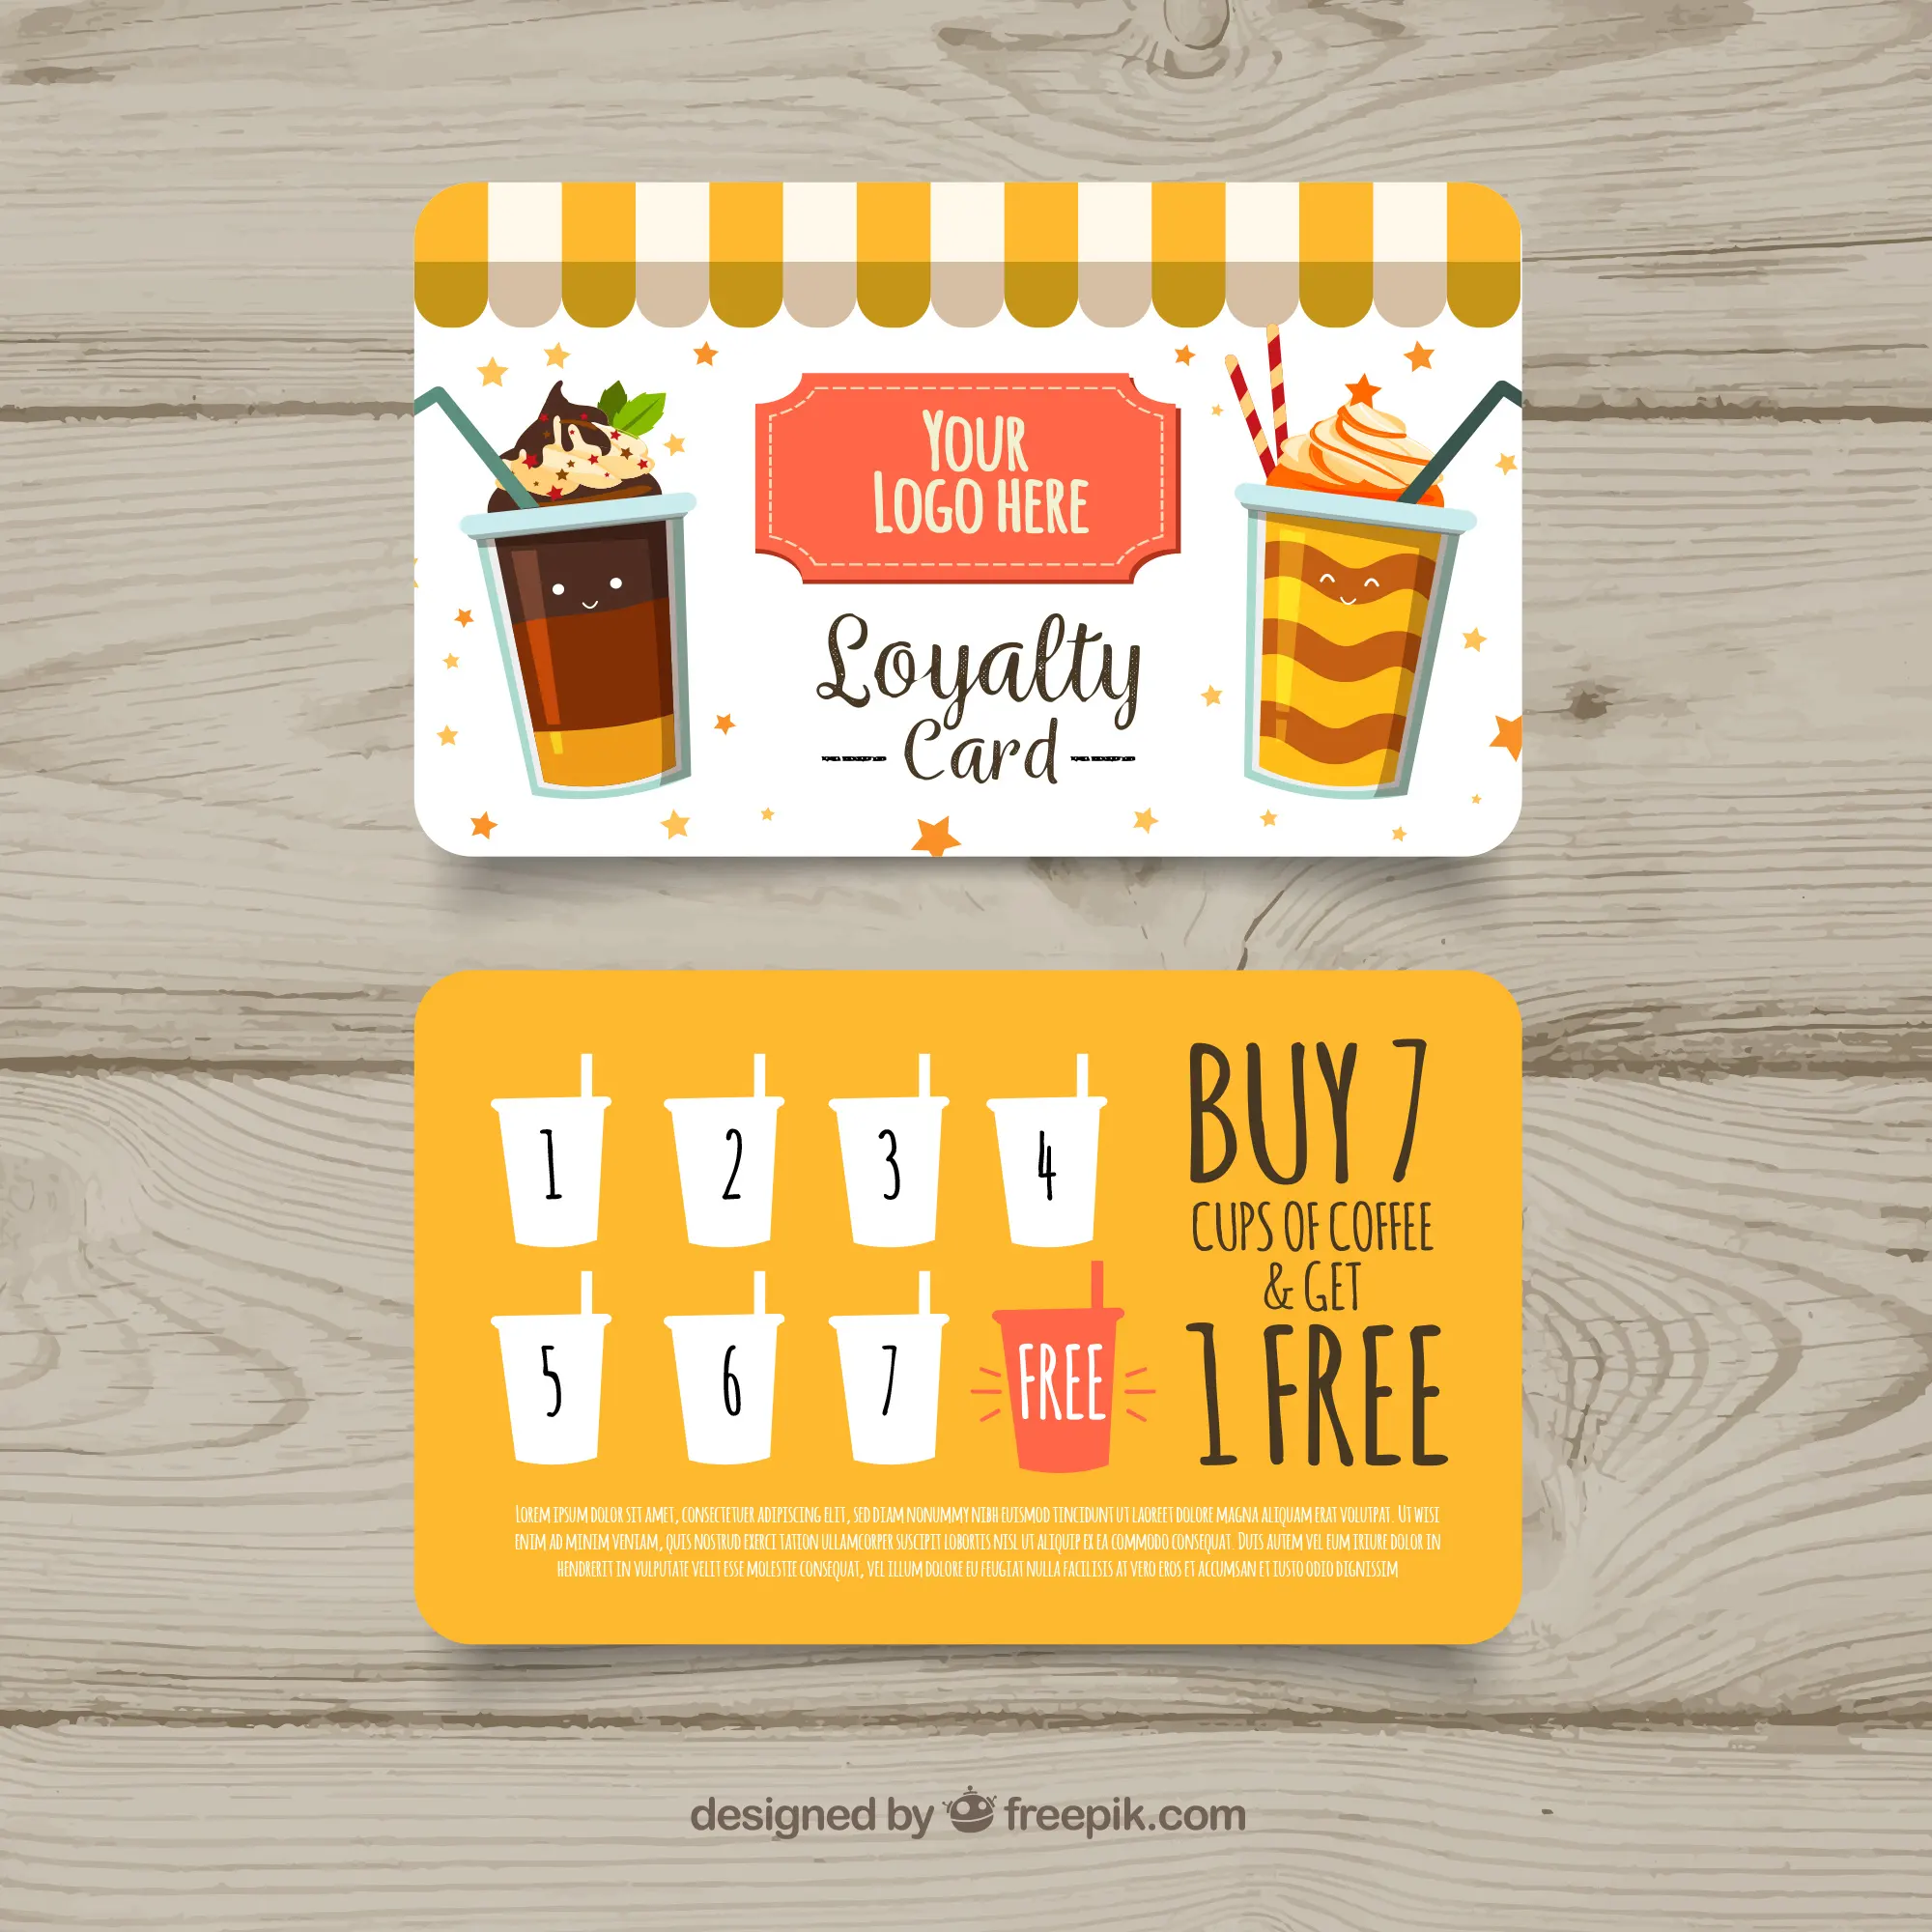 YOUR
LOGO HERE
Loyalty
Card
1 2 3 4
5 6 7 FREE
BUY 7
CUPS OF COFFEE
& GET
1 FREE
LOREM IPSUM DOLOR SIT AMET, CONSECTETUER ADIPISCING ELIT, SED DIAM NONUMMY NIBH EUISMOD TINCIDUNT UT LAOREET DOLORE MAGNA ALIQUAM ERAT VOLUTPAT. UT WISI
ENIM AD MINIM VENIAM, QUIS NOSTRUD EXERCI TATION ULLAMCORPER SUSCIPIT LOBORTIS NISL UT ALIQUIP EX EA COMMODO CONSEQUAT. DUIS AUTEM VEL EUM IRIURE DOLOR IN
HENDRERIT IN VULPUTATE VELIT ESSE MOLESTIE CONSEQUAT, VEL ILLUM DOLORE EU FEUGIAT NULLA FACILISIS AT VERO EROS ET ACCUMSAN ET IUSTO ODIO DIGNISSIM
designed by freepik.com